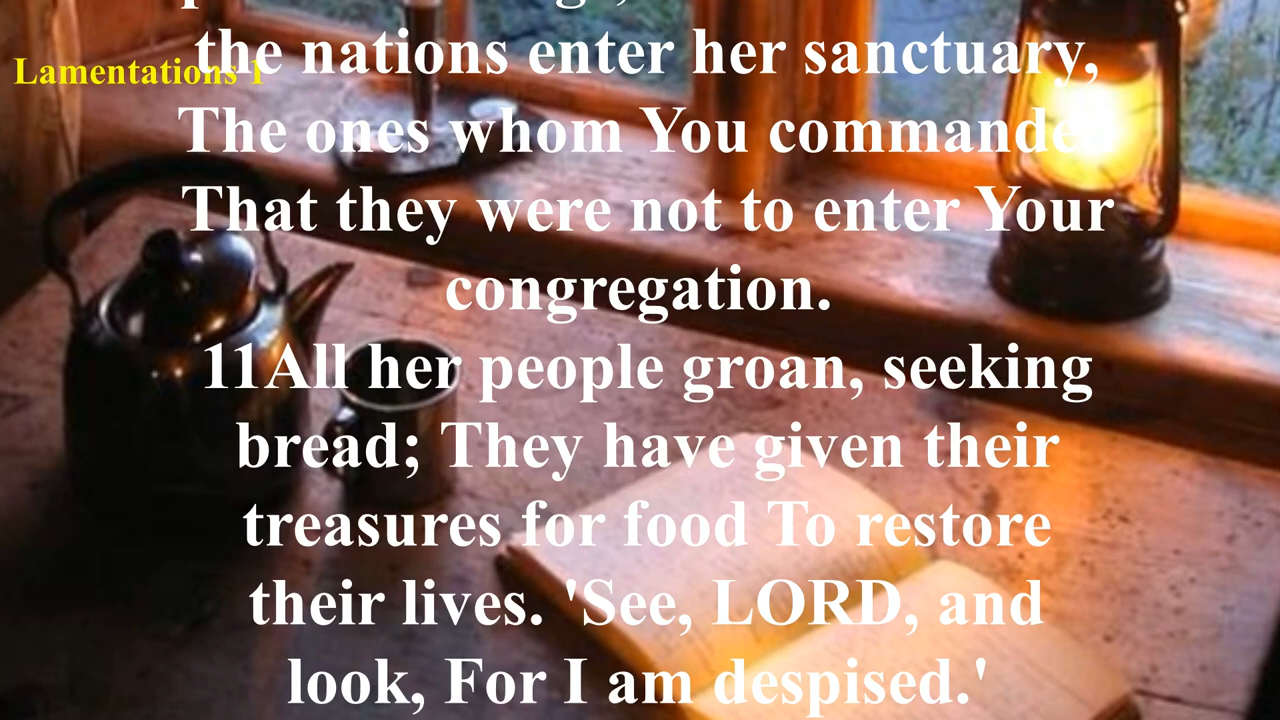 the nations enter her sanctuary,
Lamentations 1
The ones whom You commanded
That they were not to enter Your
congregation.
11All her people groan, seeking
bread; They have given their
treasures for food To restore
their lives. 'See, LORD, and
look, For I am despised.'